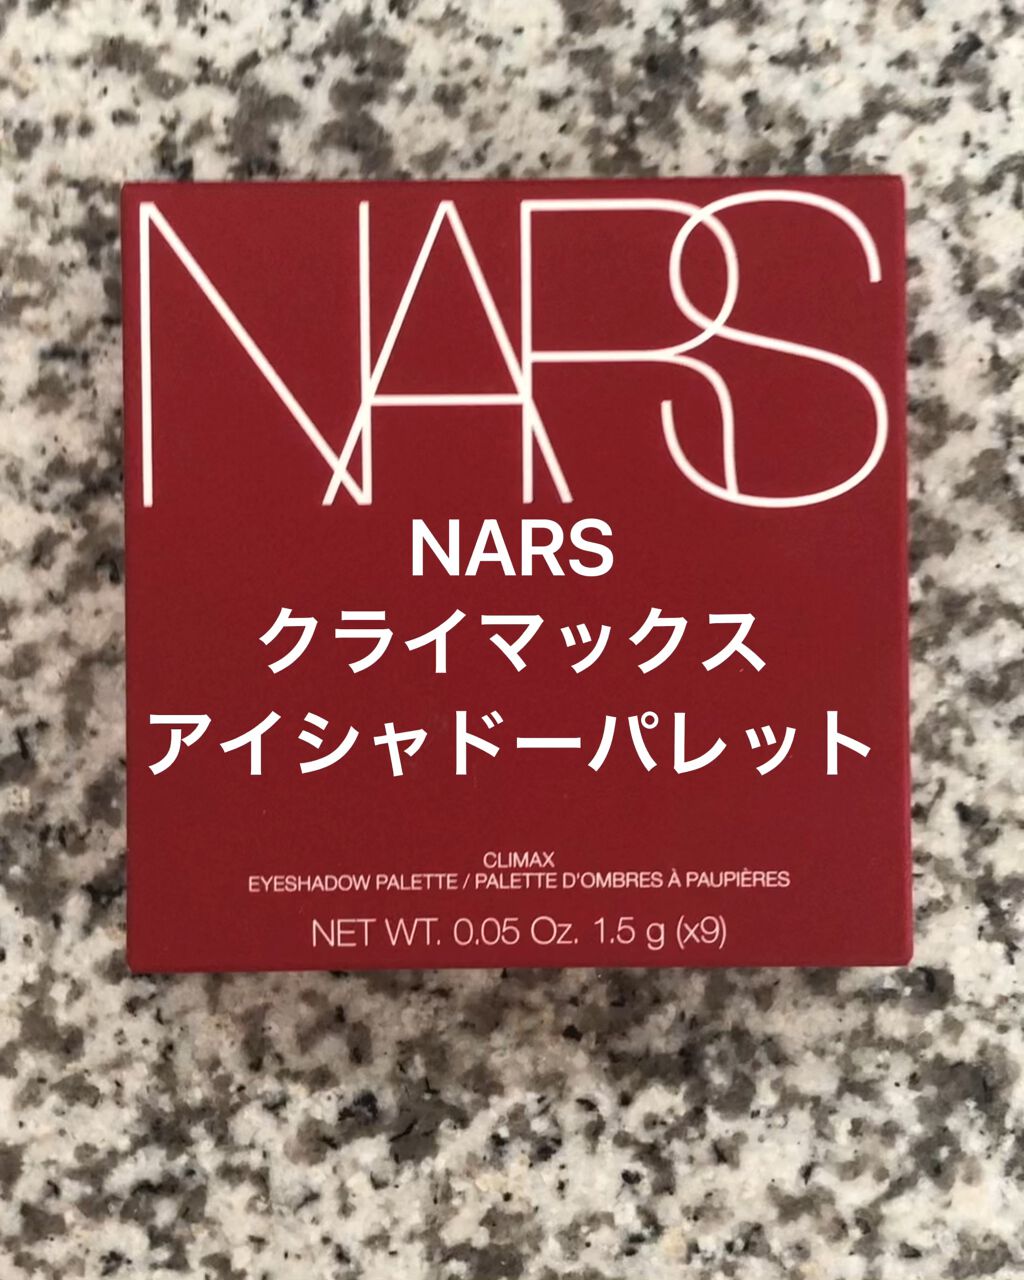 NARS
NARS
クライマックス
アイシャドーパレット
CLIMAX
EYESHADOW PALETTE / PALETTE D'OMBRES À PAUPIÈRES
NET WT. 0.05 Oz. 1.5 g (x9)